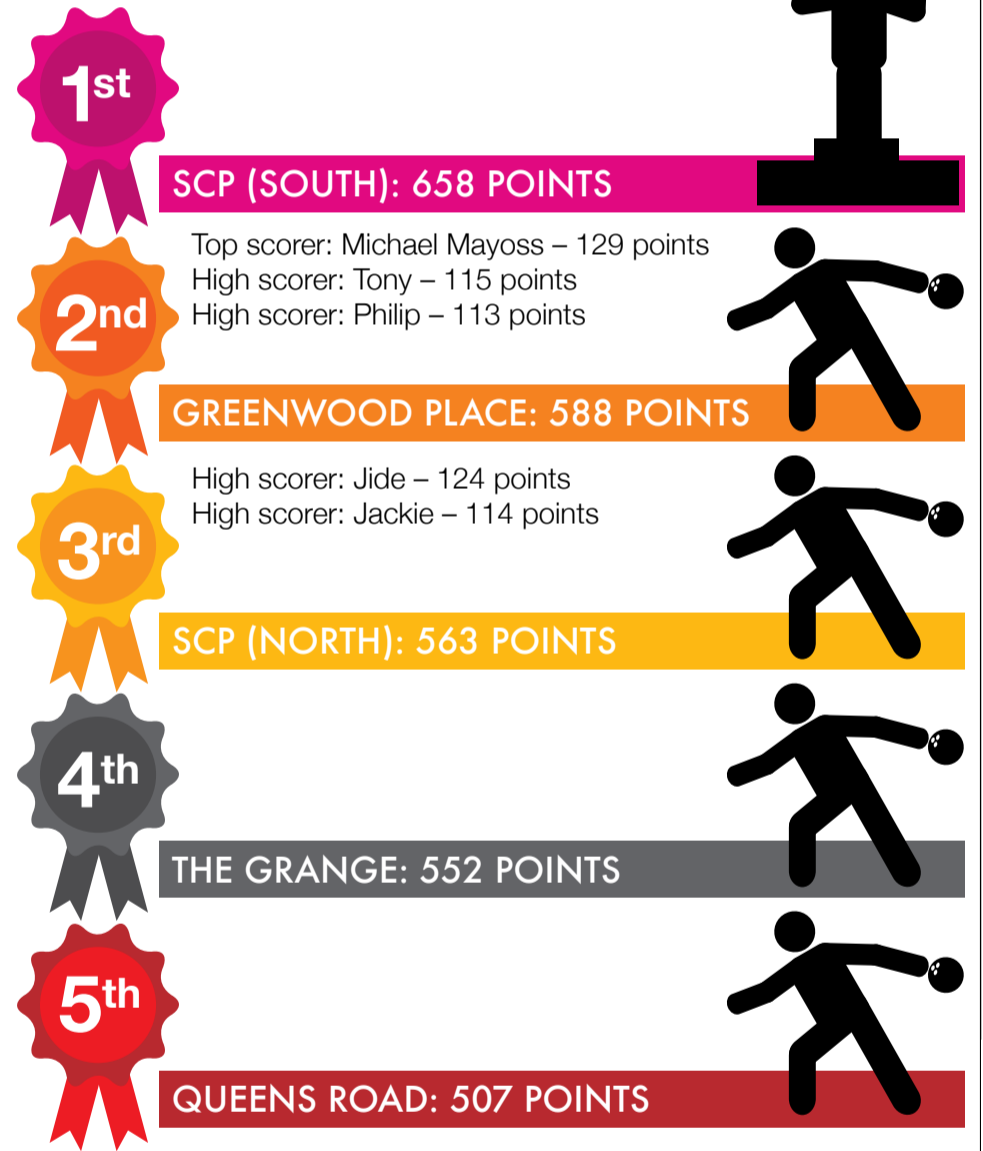 1st
SCP (SOUTH): 658 POINTS
Top scorer: Michael Mayoss – 129 points
High scorer: Tony – 115 points
High scorer: Philip – 113 points
2nd
GREENWOOD PLACE: 588 POINTS
High scorer: Jide – 124 points
High scorer: Jackie – 114 points
3rd
SCP (NORTH): 563 POINTS
4th
THE GRANGE: 552 POINTS
5th
QUEENS ROAD: 507 POINTS